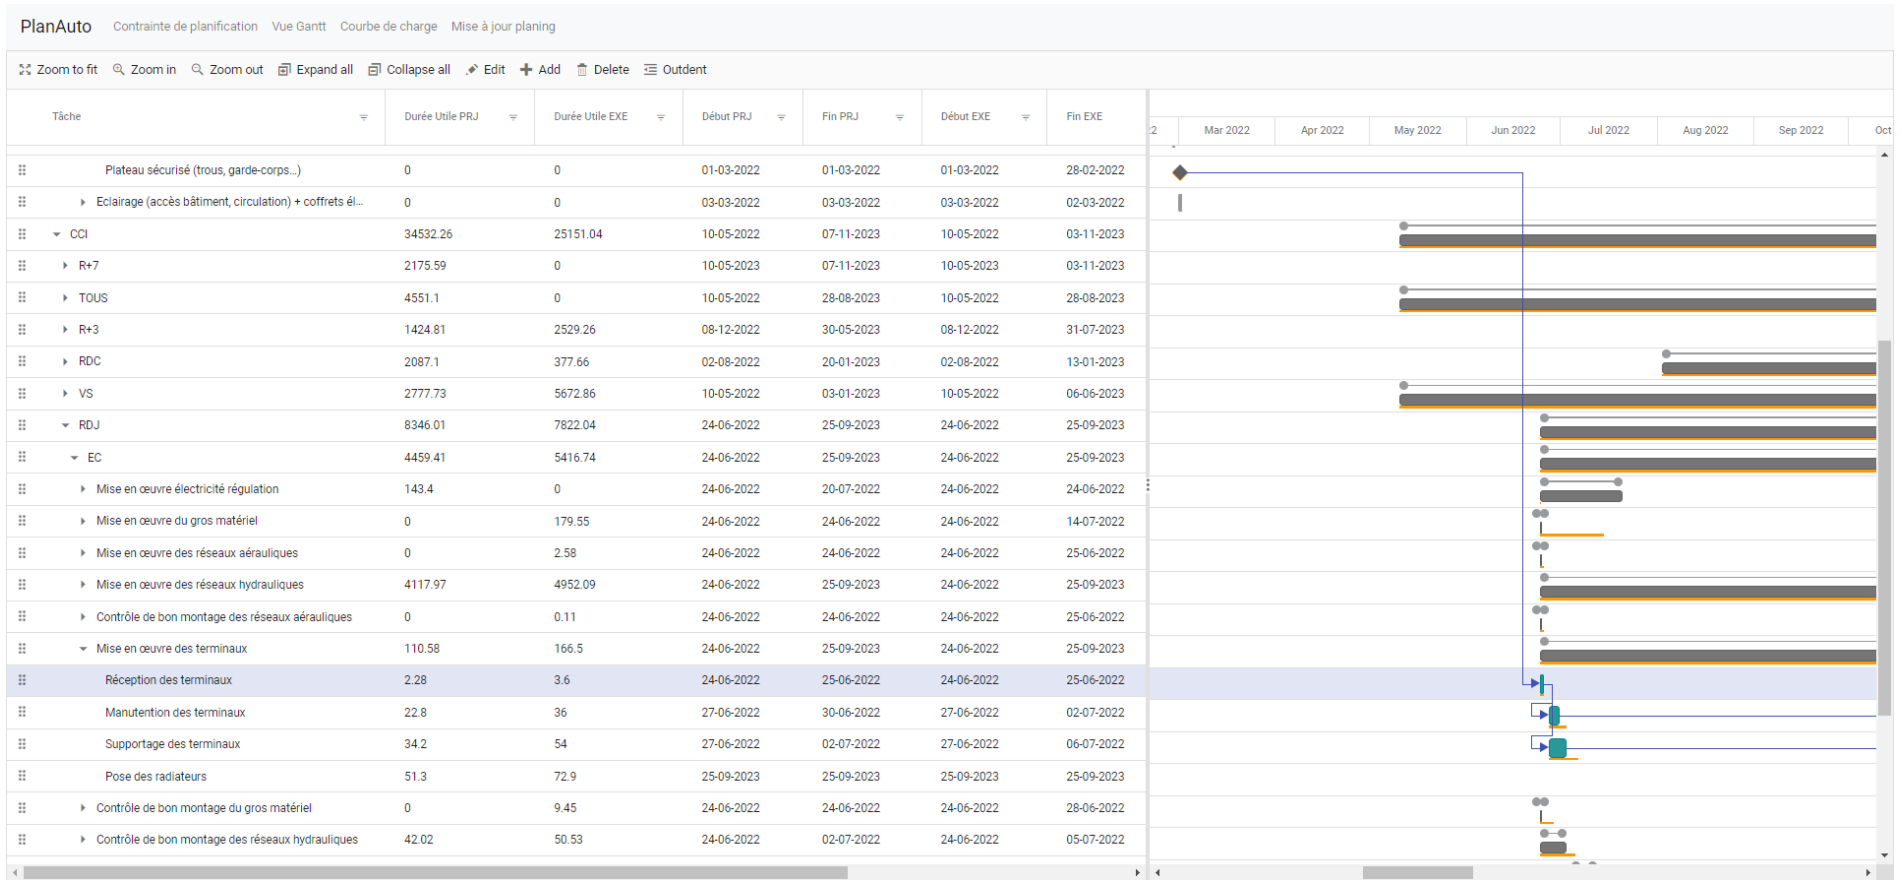 PlanAuto Contrainte de planification Vue Gantt Courbe de charge Mise à jour planing
Zoom to fit Zoom in Zoom out Expand all Collapse all Edit Add Delete Outdent
Tâche Durée Utile PRJ Durée Utile EXE Début PRJ Fin PRJ Début EXE Fin EXE
22 Mar 2022 Apr 2022 May 2022 Jun 2022 Jul 2022 Aug 2022 Sep 2022 Oct
Plateau sécurisé (trous, garde-corps...) 0 0 01-03-2022 01-03-2022 01-03-2022 28-02-2022
Eclairage (accès bâtiment, circulation) + coffrets él... 0 0 03-03-2022 03-03-2022 03-03-2022 02-03-2022
CCI 34532.26 25151.04 10-05-2022 07-11-2023 10-05-2022 03-11-2023
R+7 2175.59 0 10-05-2023 07-11-2023 10-05-2023 03-11-2023
TOUS 4551.1 0 10-05-2022 28-08-2023 10-05-2022 28-08-2023
R+3 1424.81 2529.26 08-12-2022 30-05-2023 08-12-2022 31-07-2023
RDC 2087.1 377.66 02-08-2022 20-01-2023 02-08-2022 13-01-2023
VS 2777.73 5672.86 10-05-2022 03-01-2023 10-05-2022 06-06-2023
RDJ 8346.01 7822.04 24-06-2022 25-09-2023 24-06-2022 25-09-2023
EC 4459.41 5416.74 24-06-2022 25-09-2023 24-06-2022 25-09-2023
Mise en œuvre électricité régulation 143.4 0 24-06-2022 20-07-2022 24-06-2022 24-06-2022
Mise en œuvre du gros matériel 0 179.55 24-06-2022 24-06-2022 24-06-2022 14-07-2022
Mise en œuvre des réseaux aérauliques 0 2.58 24-06-2022 24-06-2022 24-06-2022 25-06-2022
Mise en œuvre des réseaux hydrauliques 4117.97 4952.09 24-06-2022 25-09-2023 24-06-2022 25-09-2023
Contrôle de bon montage des réseaux aérauliques 0 0.11 24-06-2022 24-06-2022 24-06-2022 25-06-2022
Mise en œuvre des terminaux 110.58 166.5 24-06-2022 25-09-2023 24-06-2022 25-09-2023
Réception des terminaux 2.28 3.6 24-06-2022 25-06-2022 24-06-2022 25-06-2022
Manutention des terminaux 22.8 36 27-06-2022 30-06-2022 27-06-2022 02-07-2022
Supportage des terminaux 34.2 54 27-06-2022 02-07-2022 27-06-2022 06-07-2022
Pose des radiateurs 51.3 72.9 25-09-2023 25-09-2023 25-09-2023 25-09-2023
Contrôle de bon montage du gros matériel 0 9.45 24-06-2022 24-06-2022 24-06-2022 28-06-2022
Contrôle de bon montage des réseaux hydrauliques 42.02 50.53 24-06-2022 02-07-2022 24-06-2022 05-07-2022